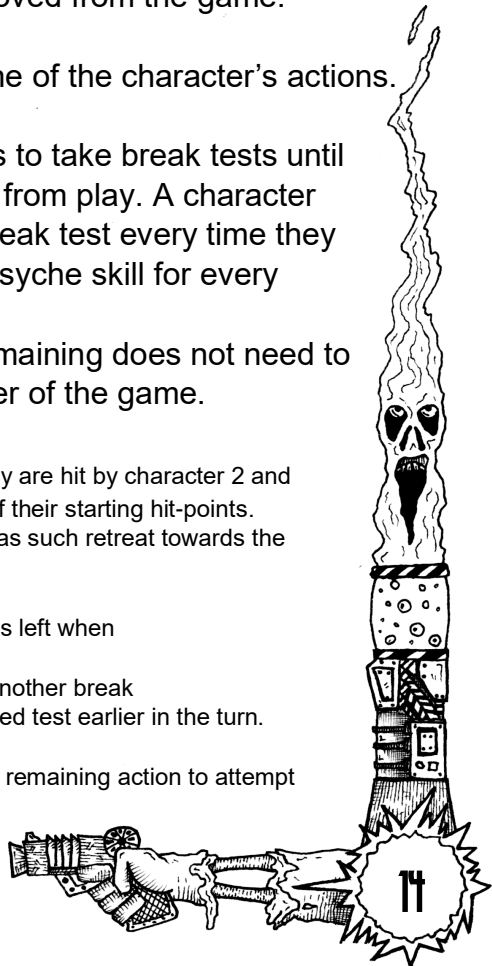 oved from the game.
ne of the character’s actions.
s to take break tests until
from play. A character
eak test every time they
syche skill for every
maining does not need to
er of the game.
y are hit by character 2 and
f their starting hit-points.
as such retreat towards the
s left when
nother break
ed test earlier in the turn.
remaining action to attempt
14